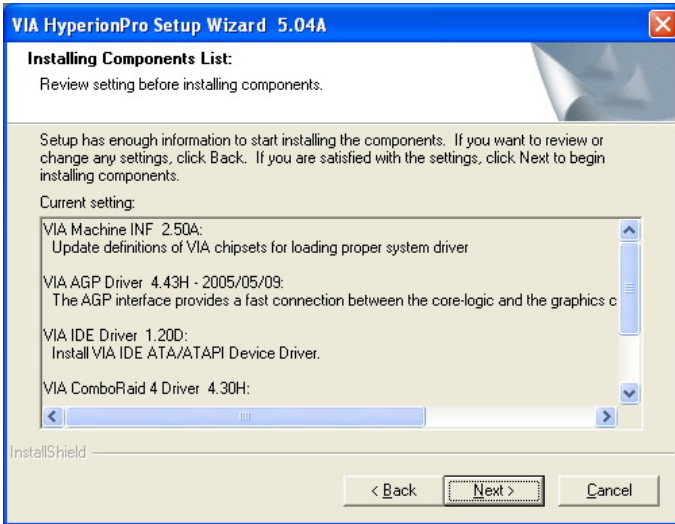 VIA HyperionPro Setup Wizard 5.04A
Installing Components List:
Review setting before installing components.
Setup has enough information to start installing the components. If you want to review or
change any settings, click Back. If you are satisfied with the settings, click Next to begin
installing components.
Current setting:
VIA Machine INF 2.50A:
Update definitions of VIA chipsets for loading proper system driver
VIA AGP Driver 4.43H - 2005/05/09:
The AGP interface provides a fast connection between the core-logic and the graphics c
VIA IDE Driver 1.20D:
Install VIA IDE ATA/ATAPI Device Driver.
VIA ComboRaid 4 Driver 4.30H:
InstallShield
< Back Next > Cancel